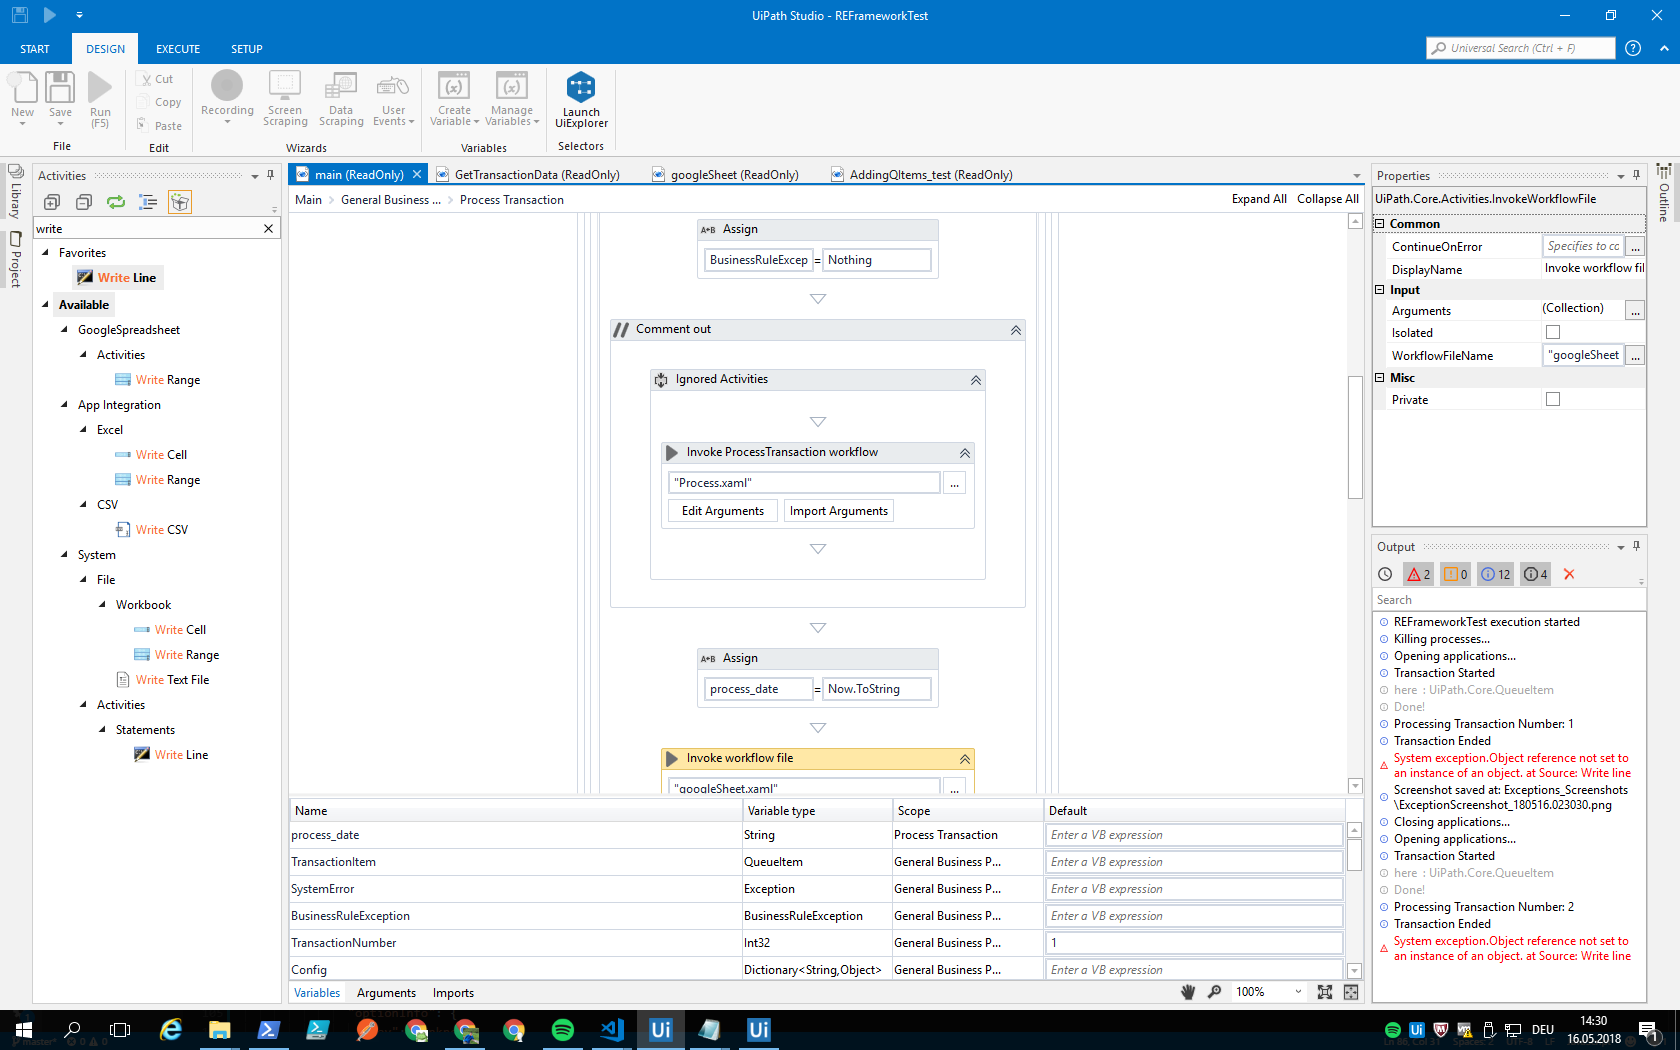 UiPath Studio - REFrameworkTest
START
DESIGN
EXECUTE
SETUP
Universal Search (Ctrl + F)
New
Save
Run
(F5)
File
Cut
Copy
Paste
Edit
Recording
Screen
Scraping
Data
Scraping
User
Events
Wizards
Create
Variable
Manage
Variables
Variables
Launch
UiExplorer
Selectors
Library
Project
Activities
write
Favorites
Write Line
Available
GoogleSpreadsheet
Activities
Write Range
App Integration
Excel
Write Cell
Write Range
CSV
Write CSV
System
File
Workbook
Write Cell
Write Range
Write Text File
Activities
Statements
Write Line
main (ReadOnly)
GetTransactionData (ReadOnly)
googleSheet (ReadOnly)
AddingQItems_test (ReadOnly)
Main > General Business ... > Process Transaction
Expand All Collapse All
A+B Assign
BusinessRuleExcep = Nothing
Comment out
Ignored Activities
Invoke ProcessTransaction workflow
"Process.xaml"
...
Edit Arguments
Import Arguments
A+B Assign
process_date = Now.ToString
Invoke workflow file
"googleSheet.xaml"
...
Name Variable type Scope Default
process_date String Process Transaction Enter a VB expression
TransactionItem QueueItem General Business P... Enter a VB expression
SystemError Exception General Business P... Enter a VB expression
BusinessRuleException BusinessRuleException General Business P... Enter a VB expression
TransactionNumber Int32 General Business P... 1
Config Dictionary<String,Object> General Business P... Enter a VB expression
Variables Arguments Imports
100%
Properties
UiPath.Core.Activities.InvokeWorkflowFile
Common
ContinueOnError Specifies to co ...
DisplayName Invoke workflow fil
Input
Arguments (Collection) ...
Isolated
WorkflowFileName "googleSheet ...
Misc
Private
Outline
Output
2 0 12 4
Search
REFrameworkTest execution started
Killing processes...
Opening applications...
Transaction Started
here : UiPath.Core.QueueItem
Done!
Processing Transaction Number: 1
Transaction Ended
System exception.Object reference not set to
an instance of an object. at Source: Write line
Screenshot saved at: Exceptions_Screenshots
\ExceptionScreenshot_180516.023030.png
Closing applications...
Opening applications...
Transaction Started
here : UiPath.Core.QueueItem
Done!
Processing Transaction Number: 2
Transaction Ended
System exception.Object reference not set to
an instance of an object. at Source: Write line
Ui
Ui
Ui
DEU
14:30
16.05.2018
1